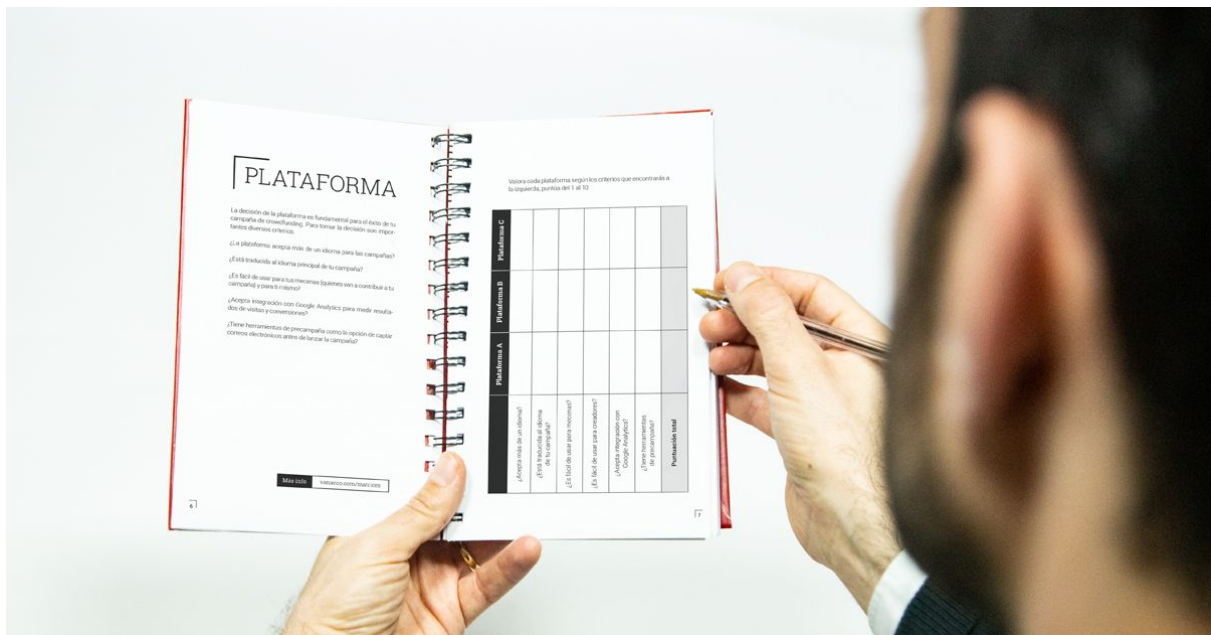 PLATAFORMA
La decisión de la plataforma es fundamental para el éxito de tu
campaña de crowdfunding. Para tomar la decisión son impor-
tantes diversos criterios.
¿La plataforma acepta más de un idioma para las campañas?
¿Está traducida al idioma principal de tu campaña?
¿Es fácil de usar para tus mecenas (quienes van a contribuir a tu
campaña) y para ti mismo?
¿Acepta integración con Google Analytics para medir resulta-
dos de visitas y conversiones?
¿Tiene herramientas de precampaña como la opción de captar
correos electrónicos antes de lanzar la campaña?
Más info vanacco.com/matrices
6
Valora cada plataforma según los criterios que encontrarás a
la izquierda, puntúa del 1 al 10
Plataforma A
Plataforma B
Plataforma C
¿Acepta más de un idioma?
¿Está traducida al idioma
de tu campaña?
¿Es fácil de usar para mecenas?
¿Es fácil de usar para creadores?
¿Acepta integración con
Google Analytics?
¿Tiene herramientas
de precampaña?
Puntuación total
7